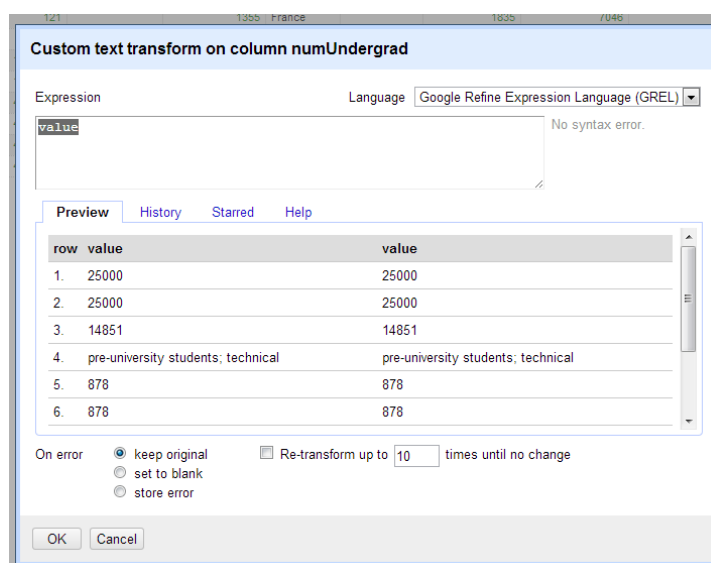 121 1355 France 1835 7046
Custom text transform on column numUndergrad
Expression Language Google Refine Expression Language (GREL)
value No syntax error.
Preview History Starred Help
row value value
1. 25000 25000
2. 25000 25000
3. 14851 14851
4. pre-university students; technical pre-university students; technical
5. 878 878
6. 878 878
On error keep original Re-transform up to 10 times until no change
set to blank
store error
OK Cancel